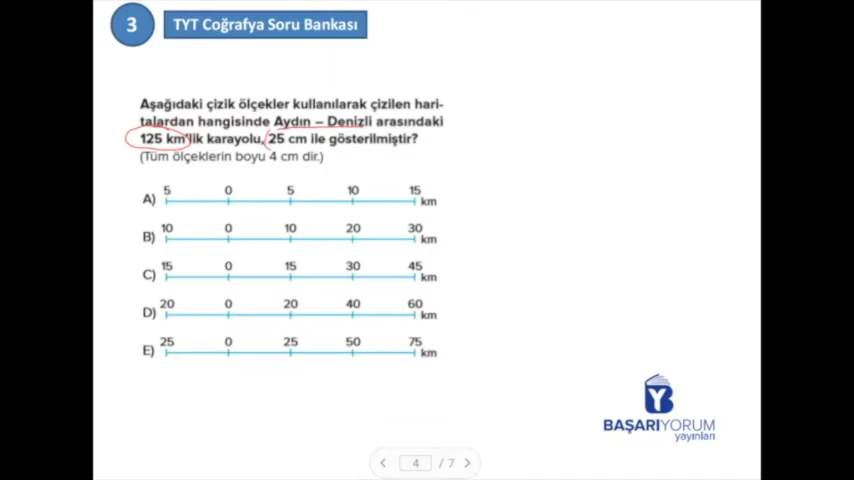 3
TYT Coğrafya Soru Bankası
Aşağıdaki çizik ölçekler kullanılarak çizilen hari-
talardan hangisinde Aydın – Denizli arasındaki
125 km'lik karayolu, 25 cm ile gösterilmiştir?
(Tüm ölçeklerin boyu 4 cm dir.)
A) 5 0 5 10 15 km
B) 10 0 10 20 30 km
C) 15 0 15 30 45 km
D) 20 0 20 40 60 km
E) 25 0 25 50 75 km
BAŞARIYORUM
yayınları
4 / 7